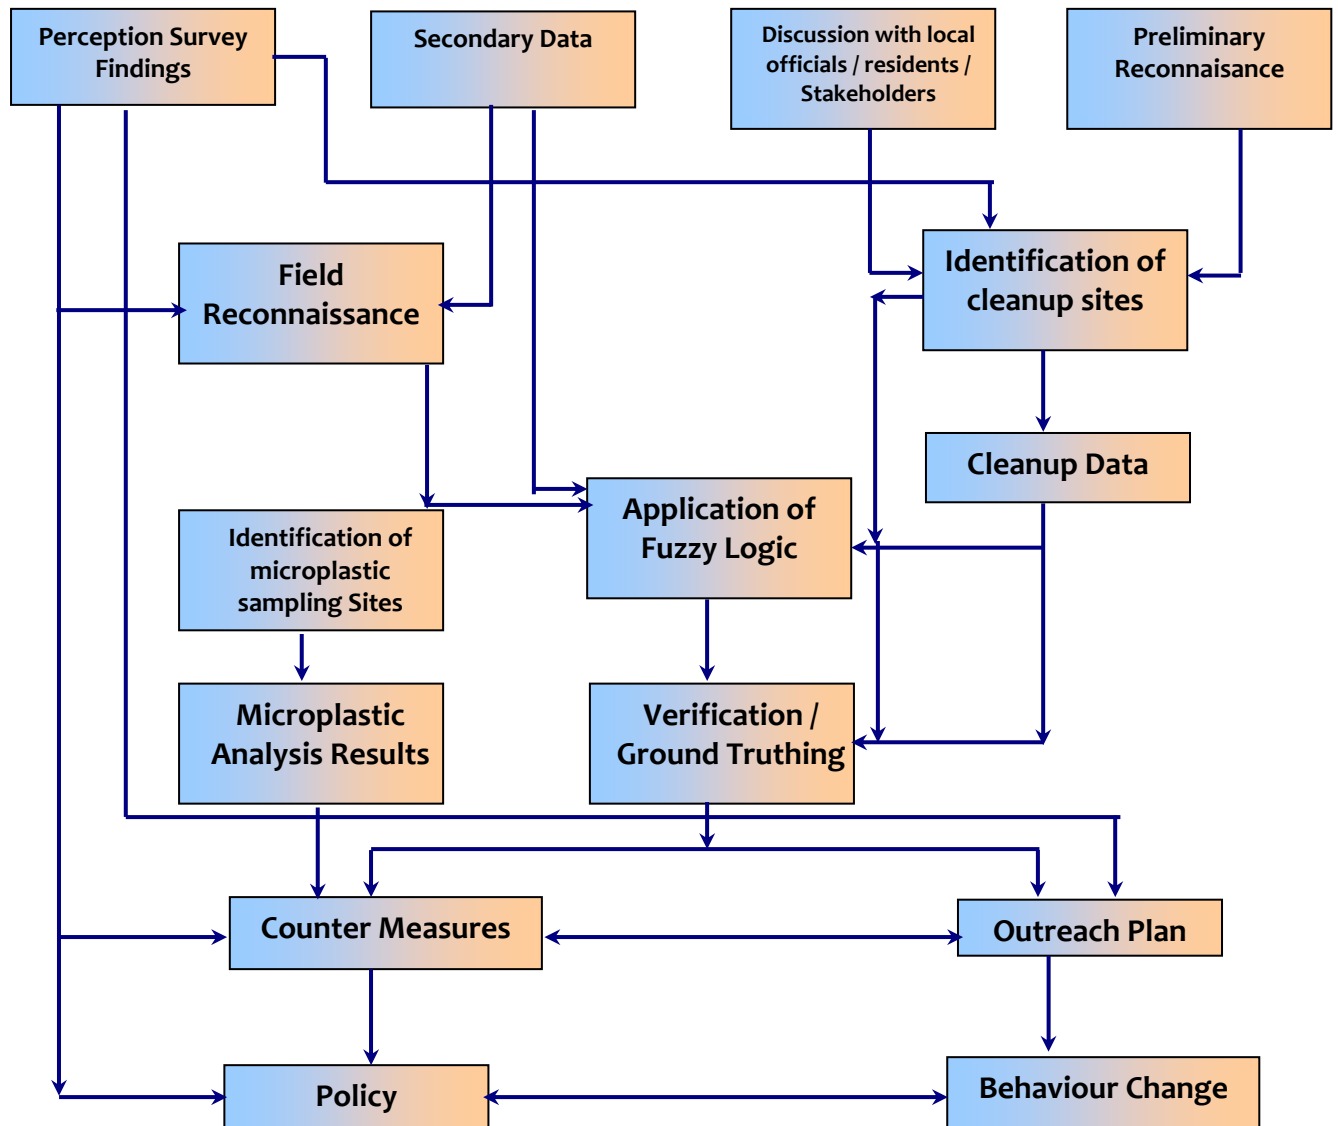 Perception Survey
Findings
Secondary Data
Discussion with local
officials / residents /
Stakeholders
Preliminary
Reconnaisance
Field
Reconnaissance
Identification of
cleanup sites
Cleanup Data
Application of
Fuzzy Logic
Identification of
microplastic
sampling Sites
Microplastic
Analysis Results
Verification /
Ground Truthing
Counter Measures
Outreach Plan
Policy
Behaviour Change